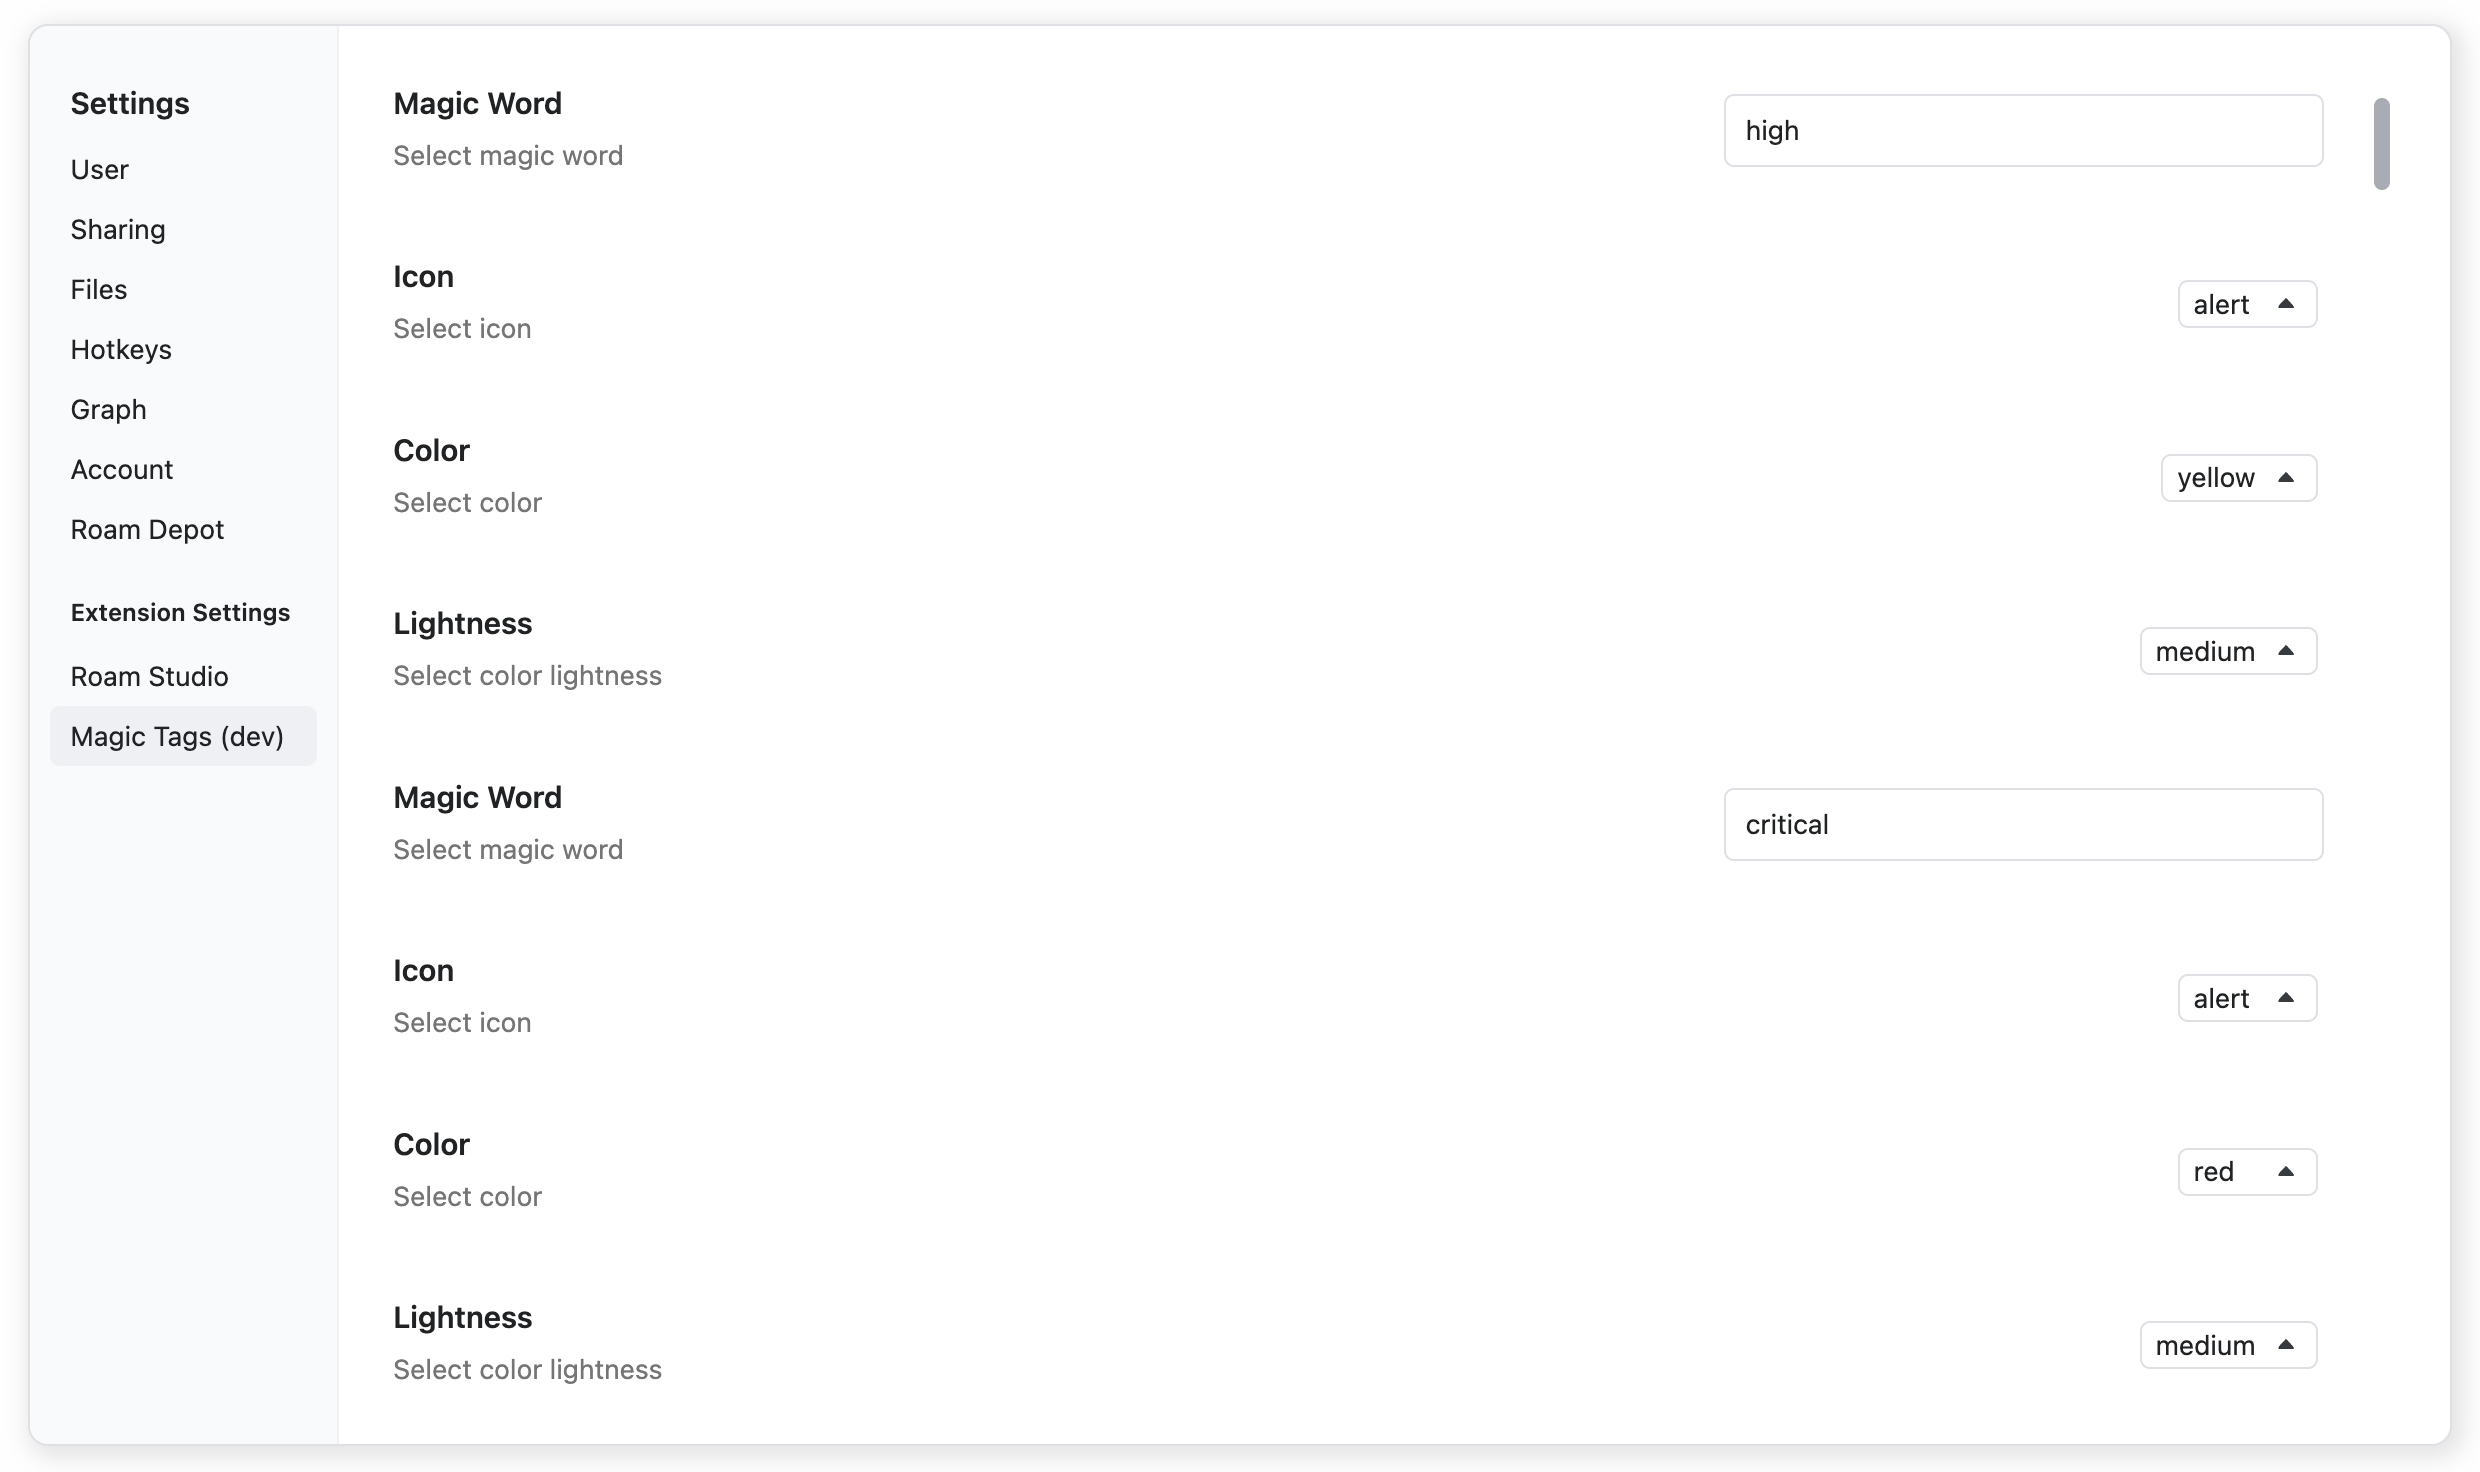 Settings
User
Sharing
Files
Hotkeys
Graph
Account
Roam Depot
Extension Settings
Roam Studio
Magic Tags (dev)
Magic Word
Select magic word
high
Icon
Select icon
alert
Color
Select color
yellow
Lightness
Select color lightness
medium
Magic Word
Select magic word
critical
Icon
Select icon
alert
Color
Select color
red
Lightness
Select color lightness
medium